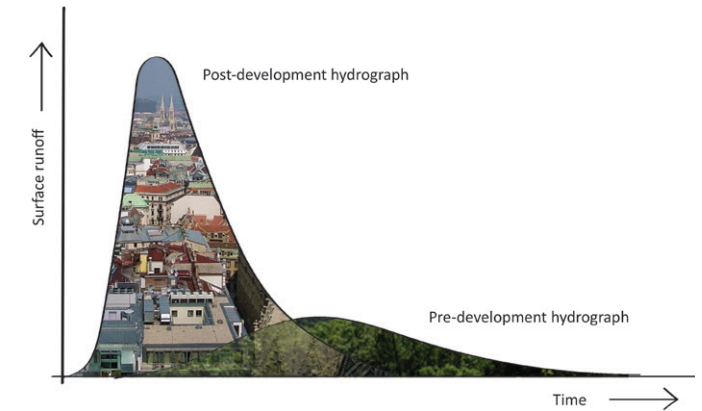 Post-development hydrograph
Surface runoff
Pre-development hydrograph
Time